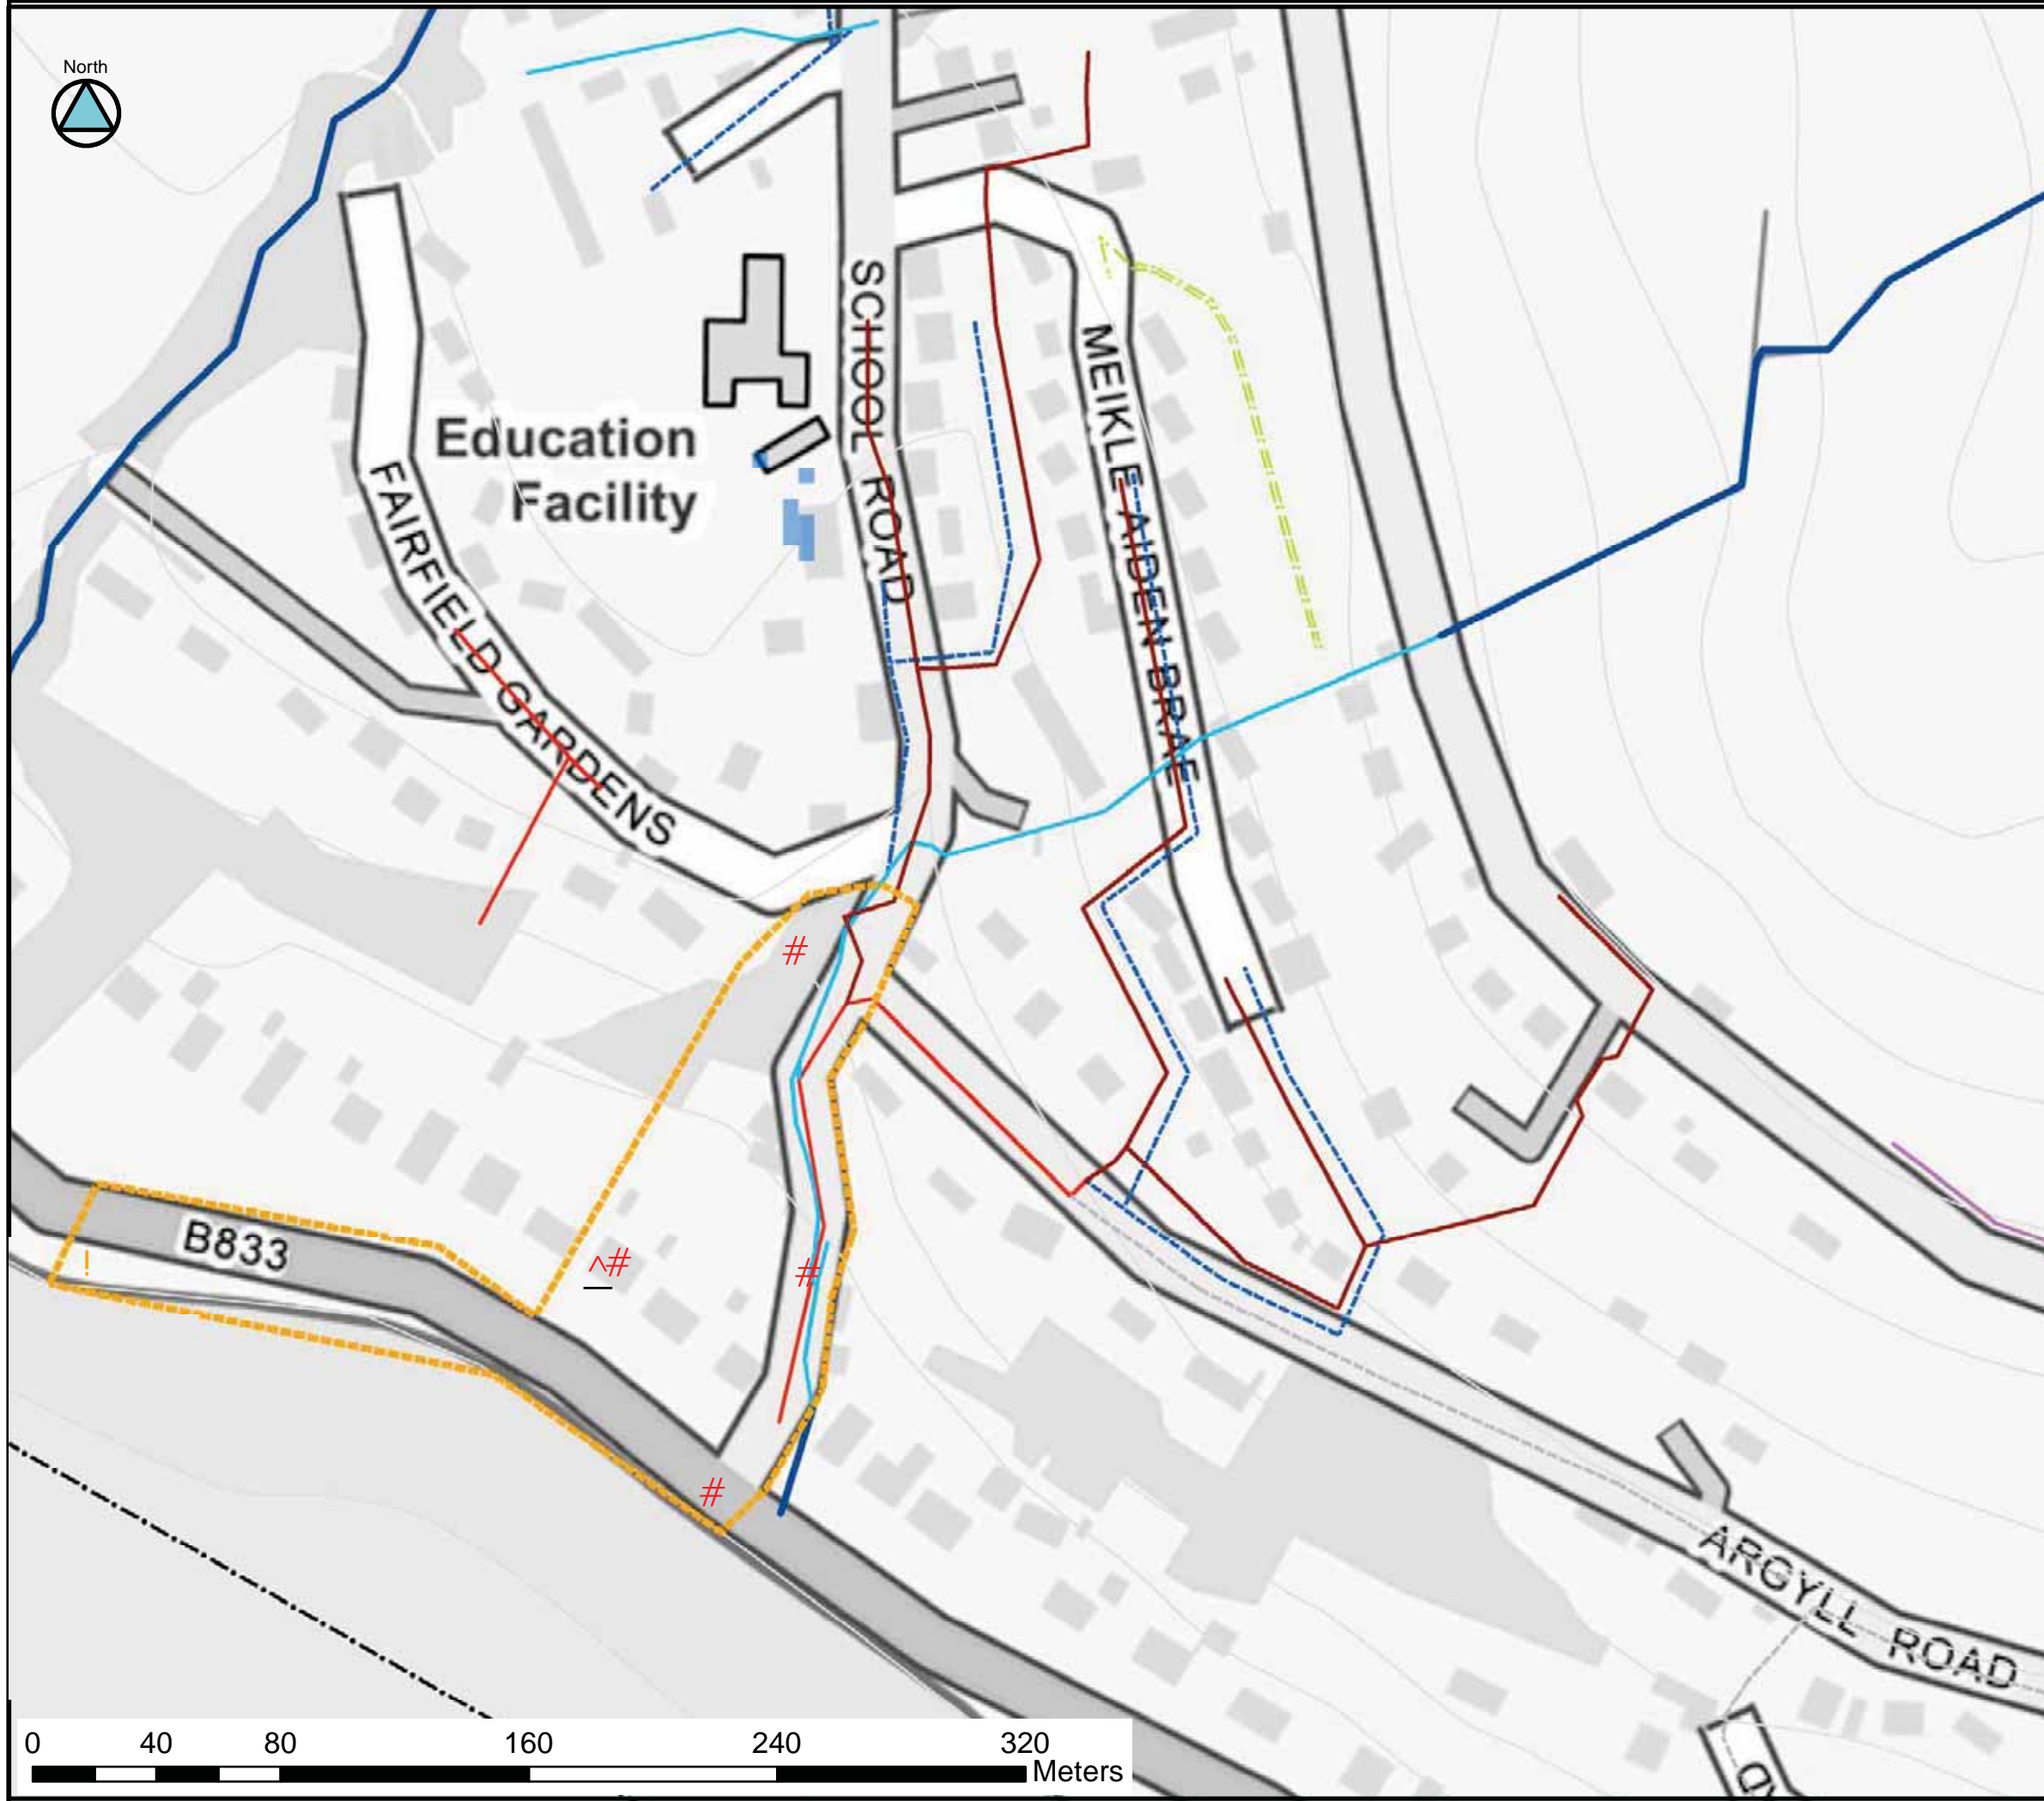 North
SCHOOL ROAD
MEIKLE AIDEN BRAE
Education
Facility
FAIRFIELD GARDENS
#
B833
!
^#
#
#
ARGYLL ROAD
0 40 80 160 240 320
Meters